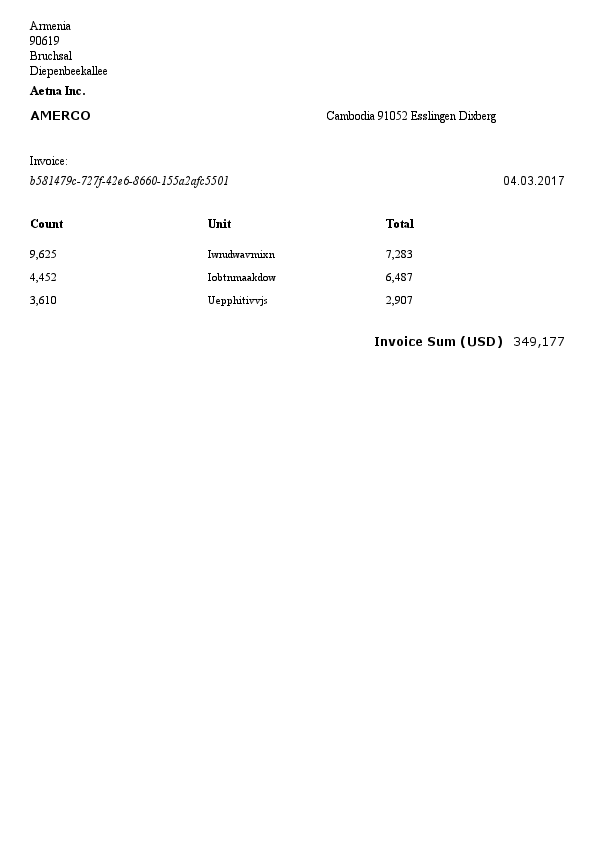 Armenia
90619
Bruchsal
Diepenbeekallee
Aetna Inc.
AMERCO Cambodia 91052 Esslingen Dixberg
Invoice:
b581479c-727f-42e6-8660-155a2afc5501 04.03.2017
Count Unit Total
9,625 Iwrudwavmixn 7,283
4,452 Iobtnmaakdow 6,487
3,610 Uepphitivvjs 2,907
Invoice Sum (USD) 349,177